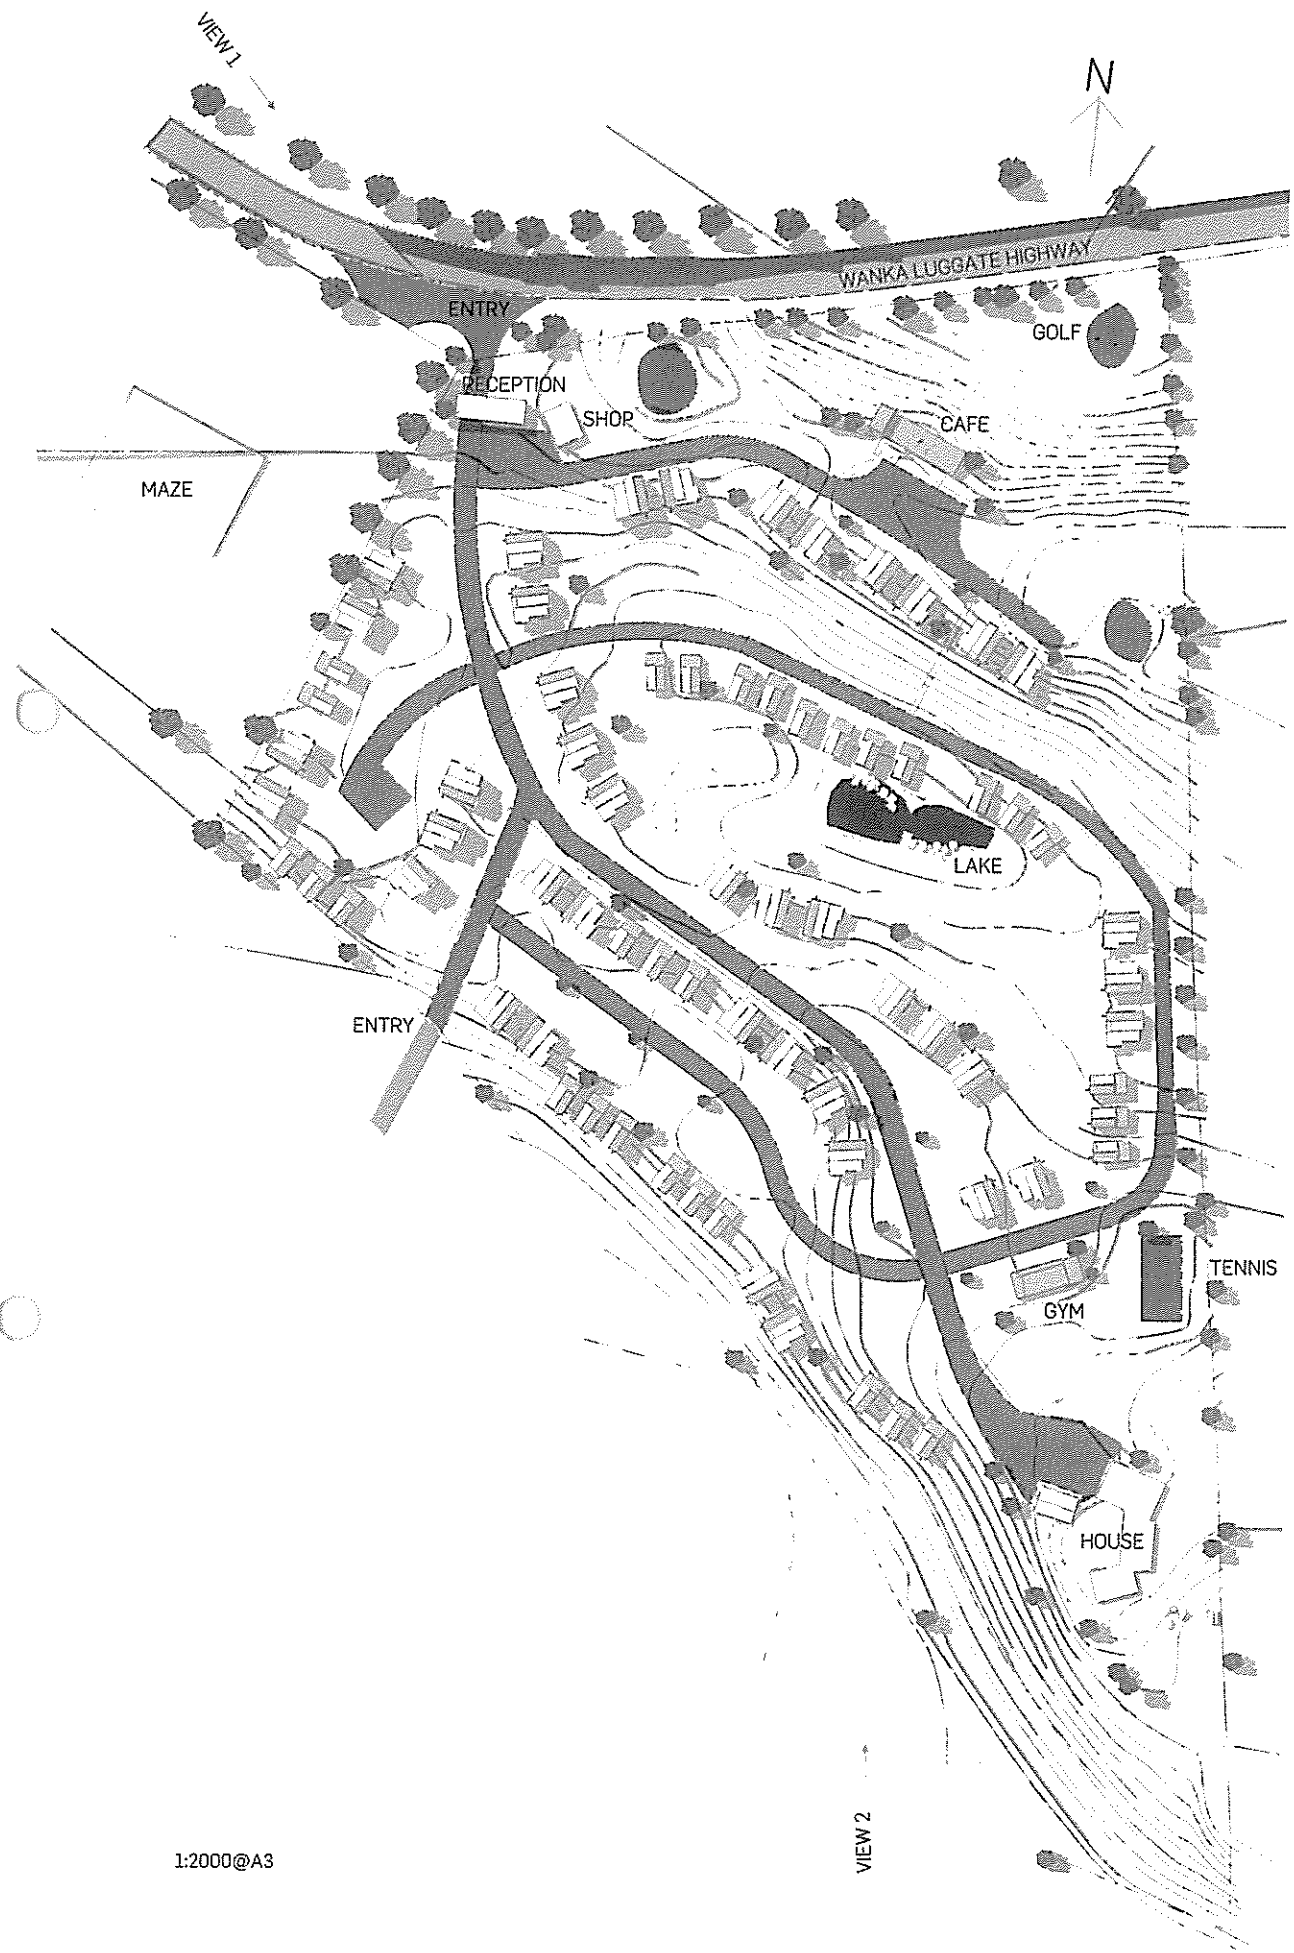 VIEW 1
N
WANKA LUGGATE HIGHWAY
ENTRY
GOLF
RECEPTION
SHOP
CAFE
MAZE
LAKE
ENTRY
TENNIS
GYM
HOUSE
VIEW 2
1:2000@A3